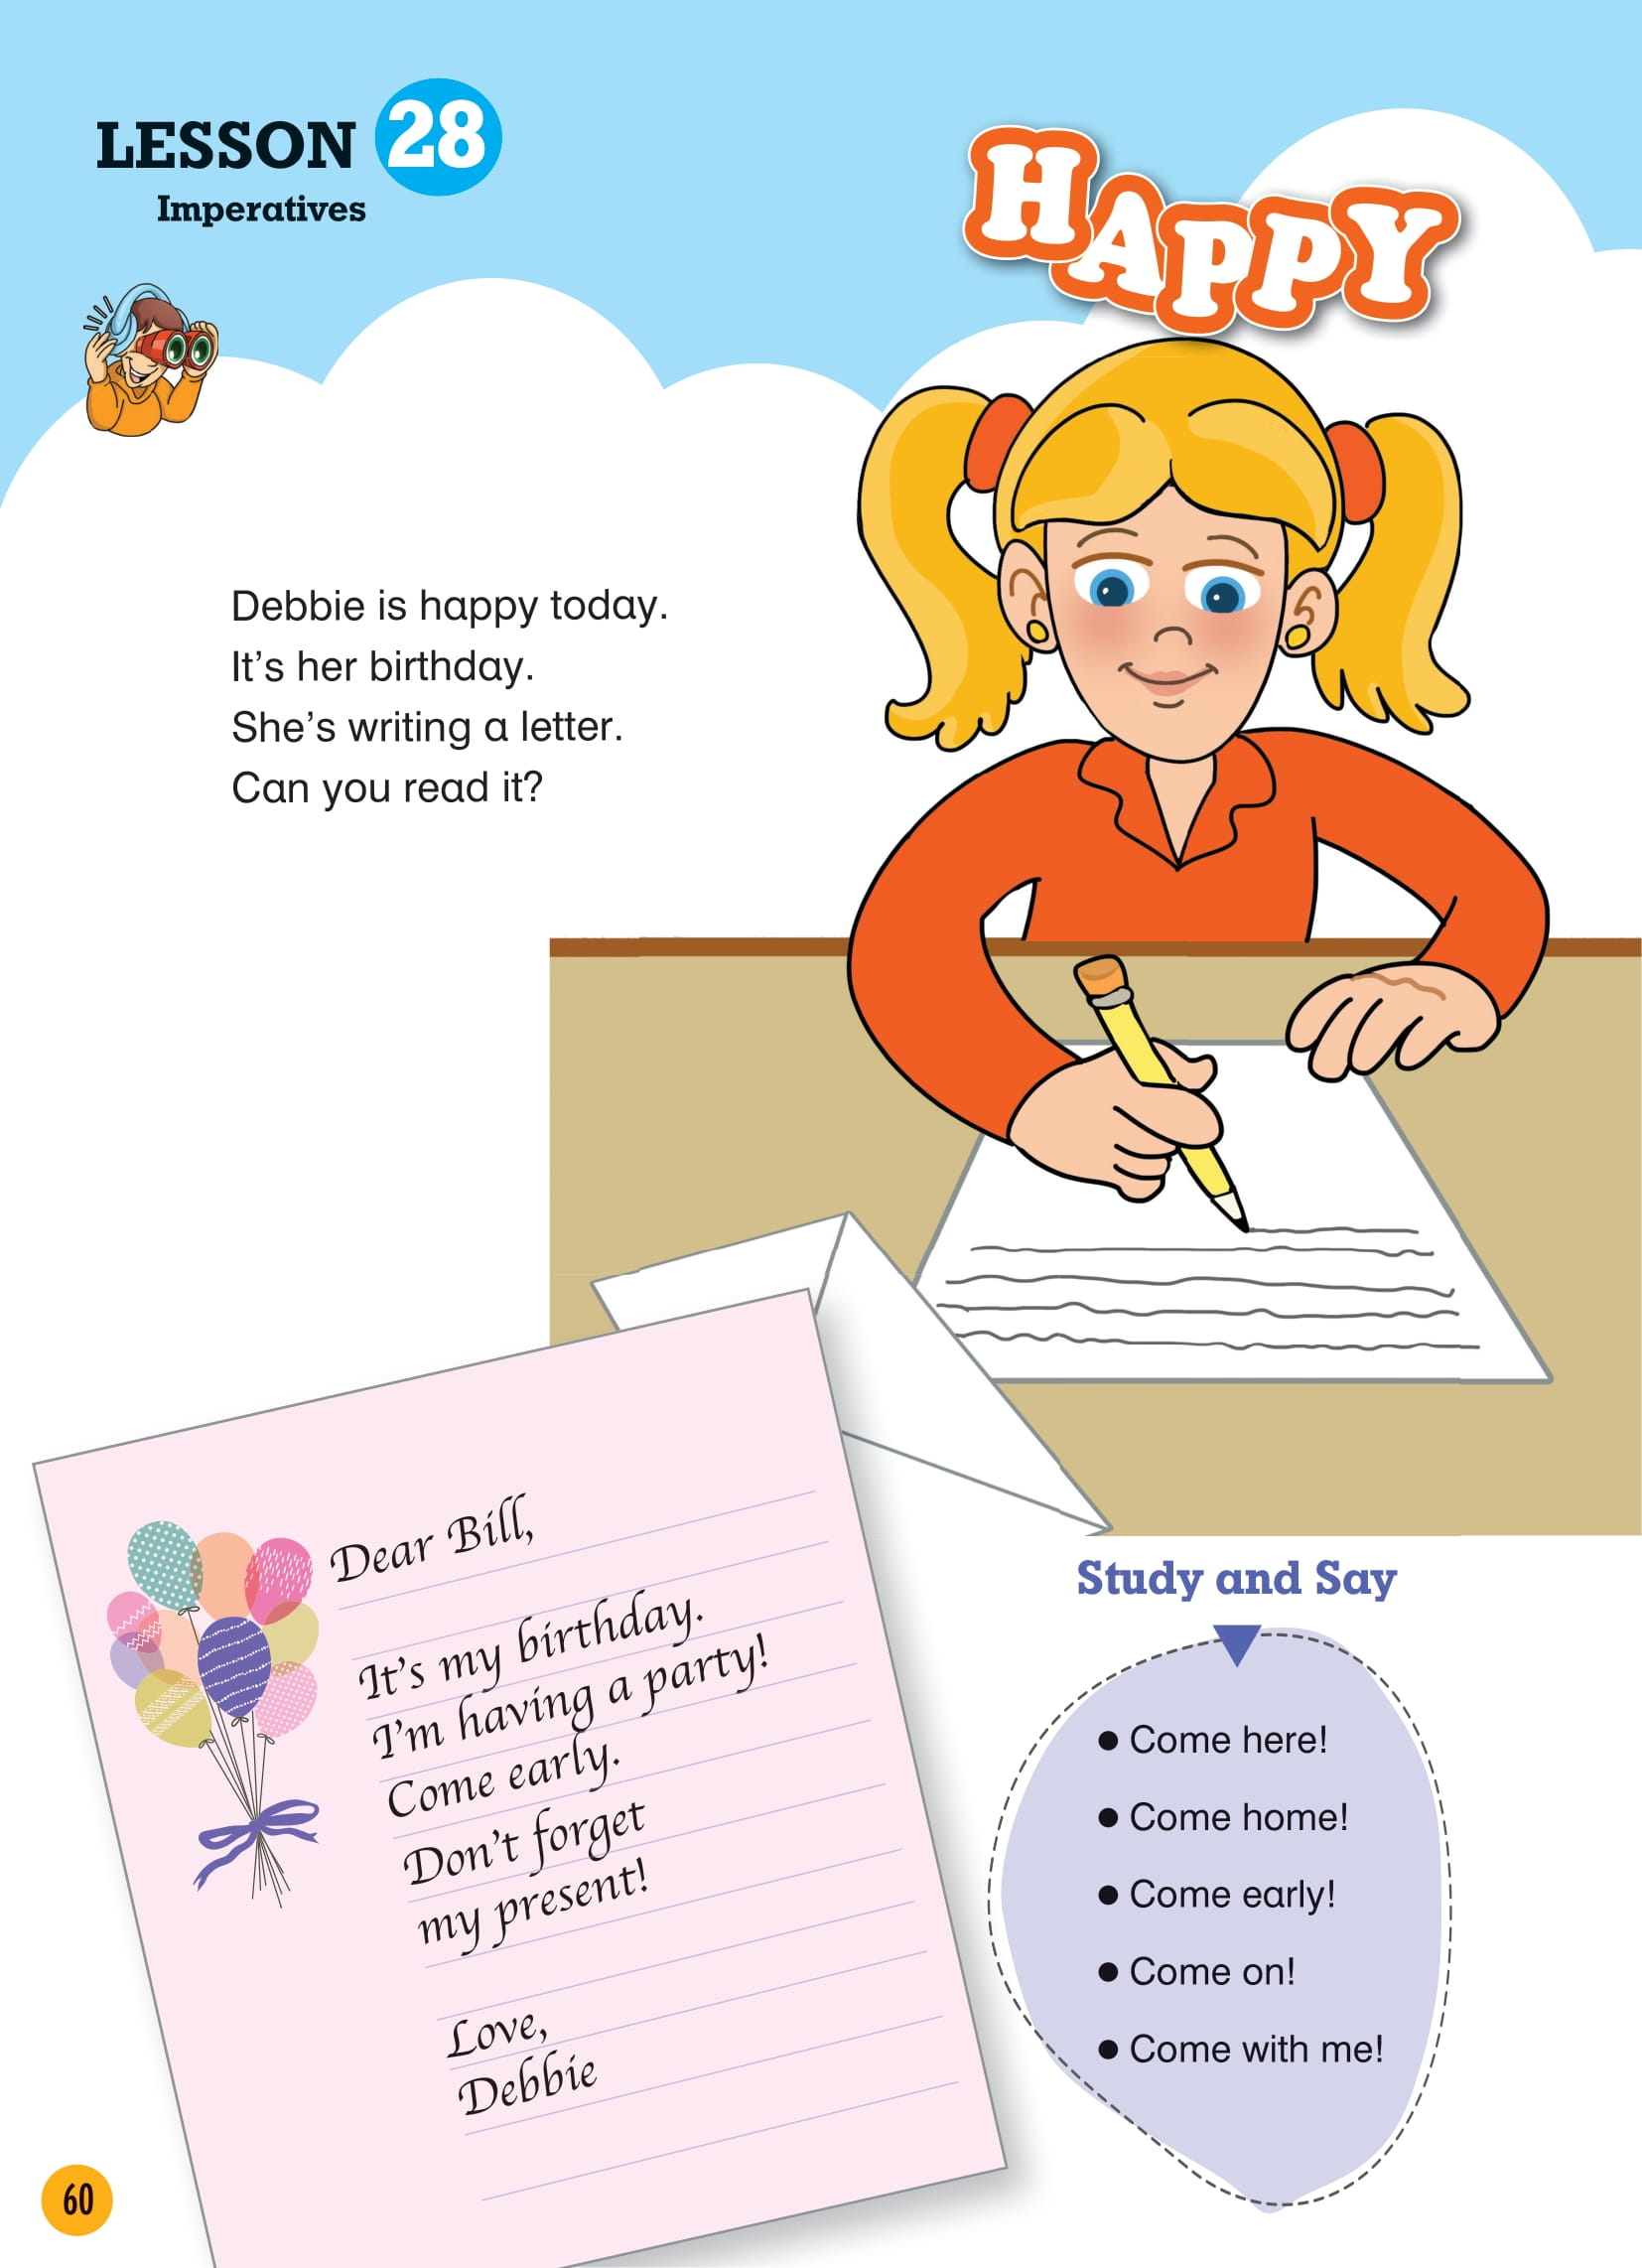 LESSON 28
Imperatives
HAPPY
Debbie is happy today.
It's her birthday.
She's writing a letter.
Can you read it?
Dear Bill,
It's my birthday.
I'm having a party!
Come early.
Don't forget
my present!
Love,
Debbie
Study and Say
• Come here!
• Come home!
• Come early!
• Come on!
• Come with me!
60